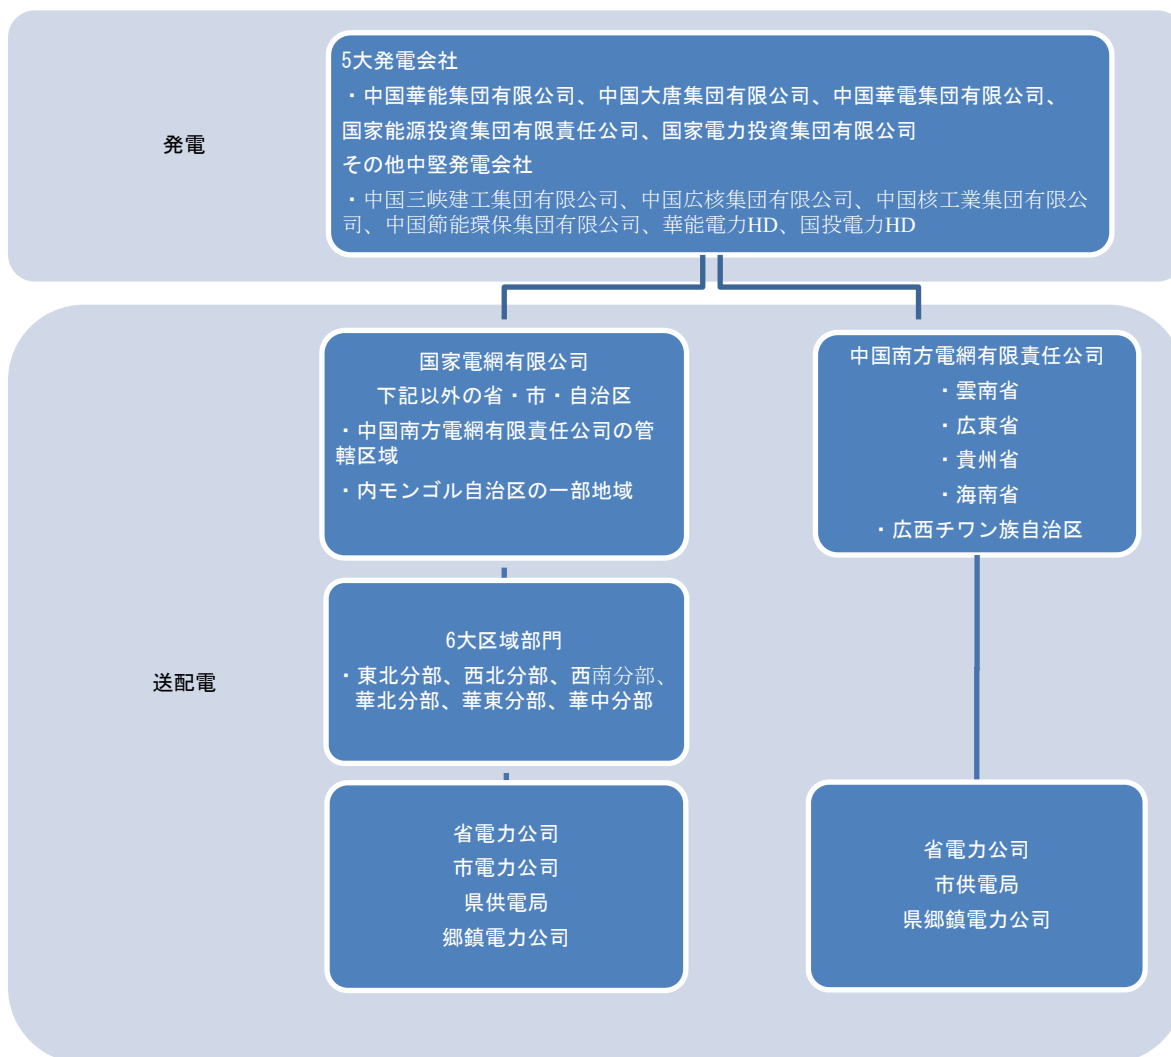 発電
5大発電会社
・中国華能集団有限公司、中国大唐集団有限公司、中国華電集団有限公司、
国家能源投資集団有限責任公司、国家電力投資集団有限公司
その他中堅発電会社
・中国三峡建工集団有限公司、中国広核集団有限公司、中国核工業集団有限公
司、中国節能環保集団有限公司、華能電力HD、国投電力HD
送配電
国家電網有限公司
下記以外の省・市・自治区
・中国南方電網有限責任公司の管
轄区域
・内モンゴル自治区の一部地域
6大区域部門
・東北分部、西北分部、西南分部、
華北分部、華東分部、華中分部
省電力公司
市電力公司
県供電局
郷鎮電力公司
中国南方電網有限責任公司
・雲南省
・広東省
・貴州省
・海南省
・広西チワン族自治区
省電力公司
市供電局
県郷鎮電力公司